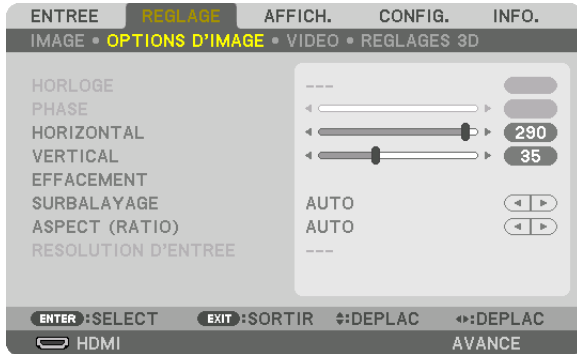 ENTREE REGLAGE AFFICH. CONFIG. INFO.
IMAGE • OPTIONS D'IMAGE • VIDEO • REGLAGES 3D
HORLOGE ---
PHASE
HORIZONTAL 290
VERTICAL 35
EFFACEMENT
SURBALAYAGE AUTO
ASPECT (RATIO) AUTO
RESOLUTION D'ENTREE ---
ENTER :SELECT EXIT :SORTIR :DEPLAC :DEPLAC
HDMI AVANCE